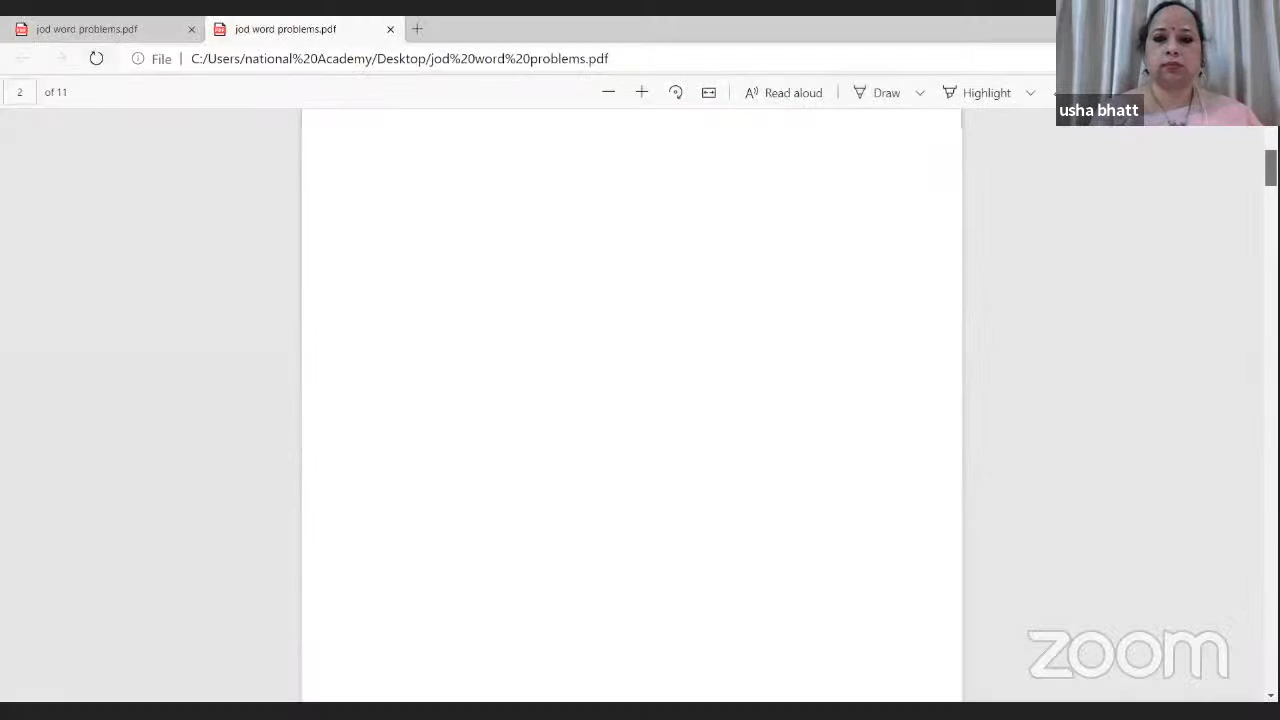 jod word problems.pdf
jod word problems.pdf
File
C:/Users/national%20Academy/Desktop/jod%20word%20problems.pdf
2 of 11
Read aloud
Draw
Highlight
usha bhatt
zoom